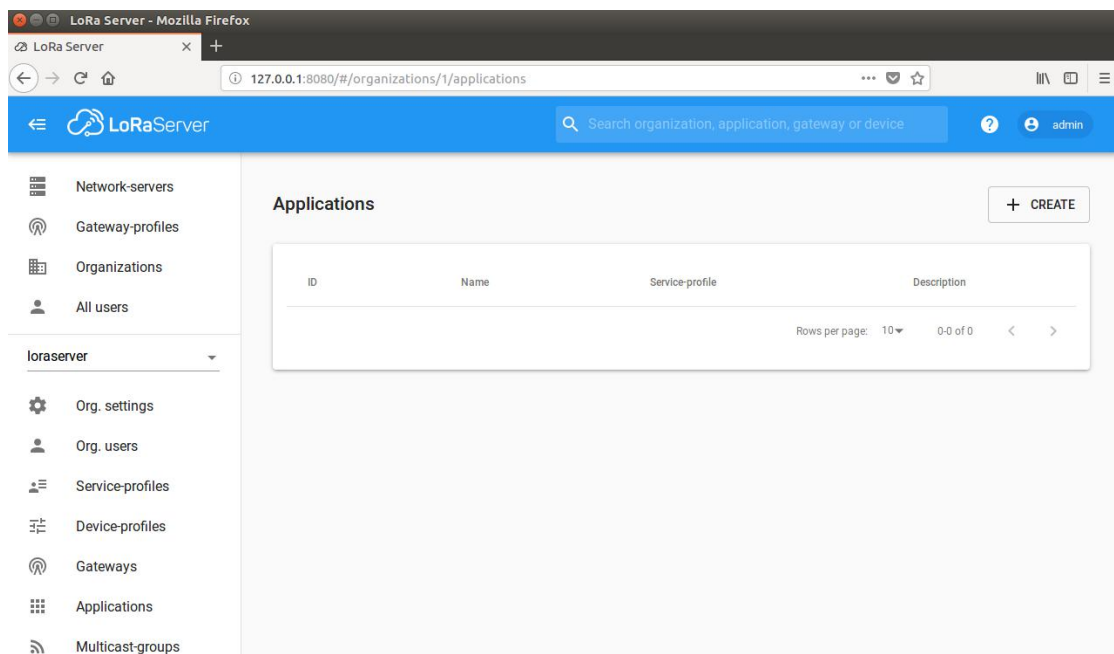 LoRa Server - Mozilla Firefox
LoRa Server
127.0.0.1:8080/#/organizations/1/applications
LoRaServer
Search organization, application, gateway or device
? admin
Network-servers
Gateway-profiles
Organizations
All users
loraserver
Org. settings
Org. users
Service-profiles
Device-profiles
Gateways
Applications
Multicast-groups
Applications
+ CREATE
ID Name Service-profile Description
Rows per page: 10 0-0 of 0 < >